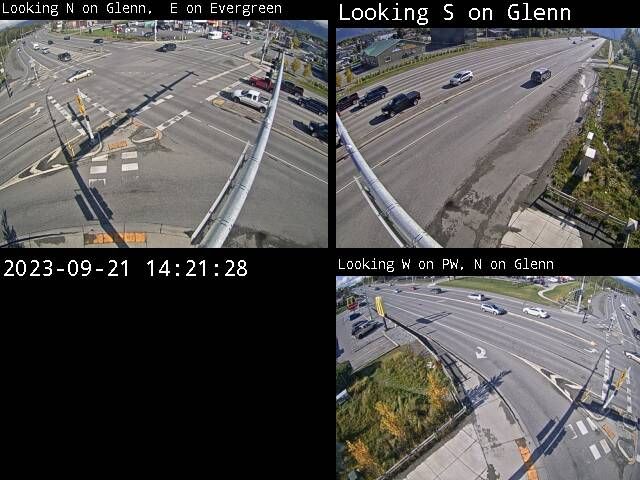 Looking N on Glenn,  E on Evergreen
Looking S on Glenn
2023-09-21 14:21:28
Looking W on PW, N on Glenn